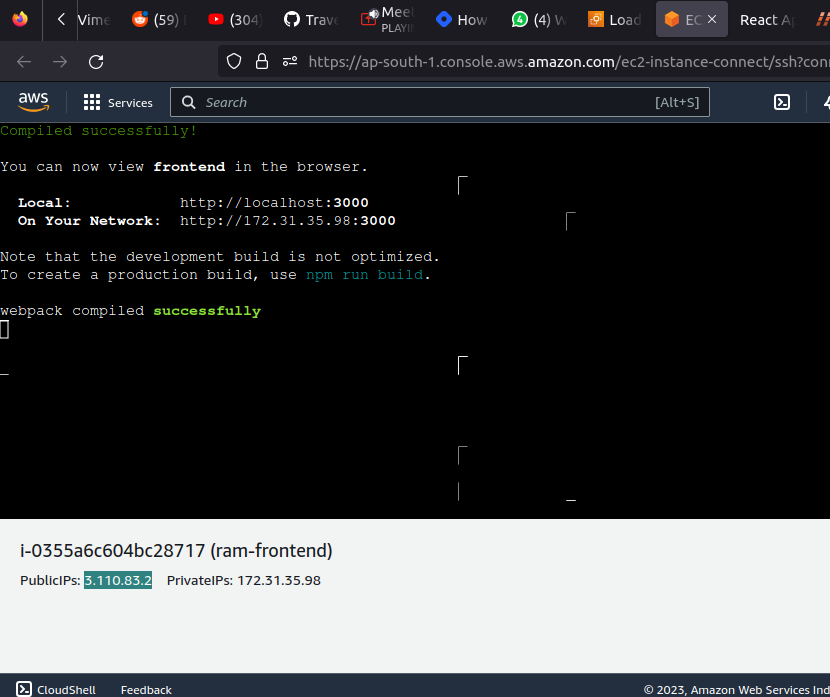 Vime (59) (304) Trave Meet PLAYI How (4) W Load EC React Ap
https://ap-south-1.console.aws.amazon.com/ec2-instance-connect/ssh?conn
aws Services Search [Alt+S]
Compiled successfully!
You can now view frontend in the browser.
Local: http://localhost:3000
On Your Network: http://172.31.35.98:3000
Note that the development build is not optimized.
To create a production build, use npm run build.
webpack compiled successfully
i-0355a6c604bc28717 (ram-frontend)
PublicIPs: 3.110.83.2 PrivateIPs: 172.31.35.98
CloudShell Feedback © 2023, Amazon Web Services Ind